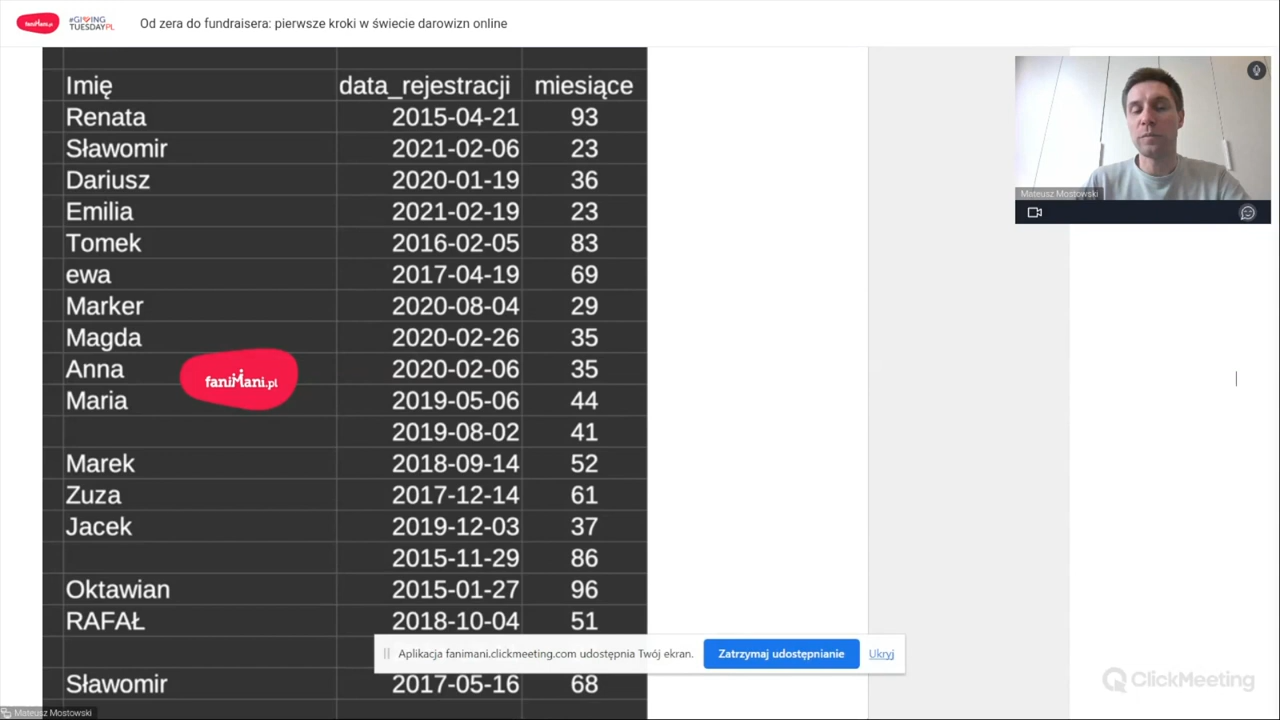 faniMani.pl
#GIVING
TUESDAYPL
Od zera do fundraisera: pierwsze kroki w świecie darowizn online
Imię data_rejestracji miesiące
Renata 2015-04-21 93
Sławomir 2021-02-06 23
Dariusz 2020-01-19 36
Emilia 2021-02-19 23
Tomek 2016-02-05 83
ewa 2017-04-19 69
Marker 2020-08-04 29
Magda 2020-02-26 35
Anna 2020-02-06 35
faniMani.pl
Maria 2019-05-06 44
2019-08-02 41
Marek 2018-09-14 52
Zuza 2017-12-14 61
Jacek 2019-12-03 37
2015-11-29 86
Oktawian 2015-01-27 96
RAFAŁ 2018-10-04 51
Sławomir 2017-05-16 68
Mateusz Mostowski
Aplikacja fanimani.clickmeeting.com udostępnia Twój ekran.
Zatrzymaj udostępnianie
Ukryj
ClickMeeting
Mateusz Mostowski